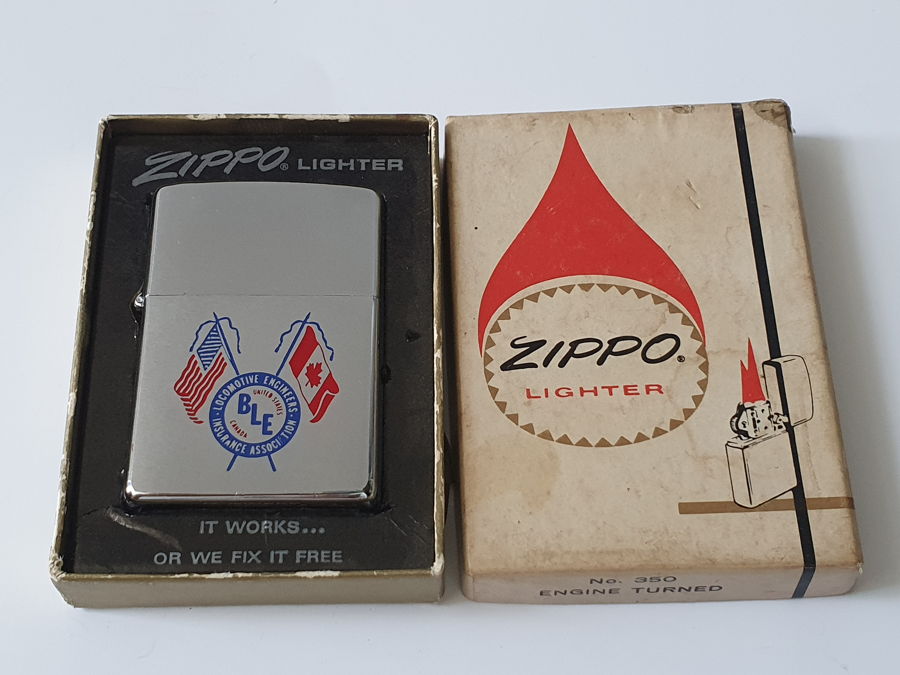 ZIPPO® LIGHTER
LOCOMOTIVE ENGINEERS
UNITED STATES
BLE
CANADA
INSURANCE ASSOCIATION
IT WORKS...
OR WE FIX IT FREE
ZIPPO®
LIGHTER
No. 350
ENGINE TURNED